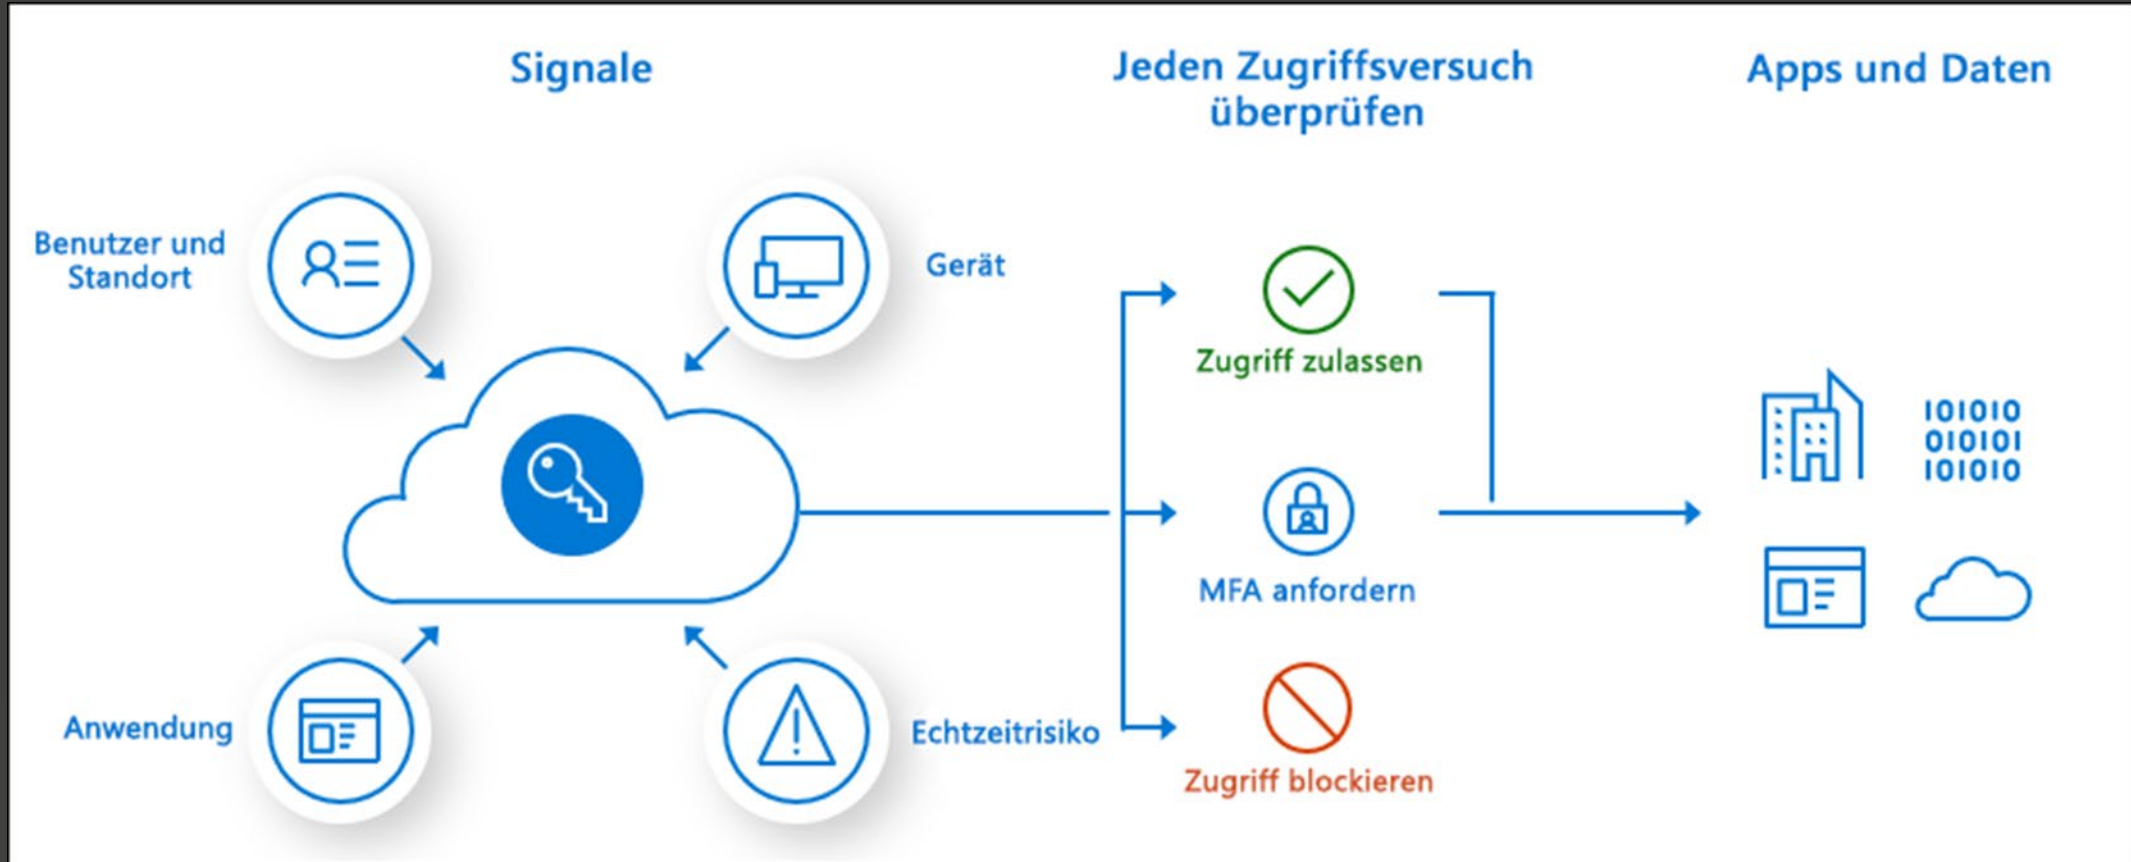 Signale
Jeden Zugriffsversuch
überprüfen
Apps und Daten
Benutzer und
Standort
Gerät
Zugriff zulassen
101010
010101
101010
MFA anfordern
Anwendung
Echtzeitrisiko
Zugriff blockieren